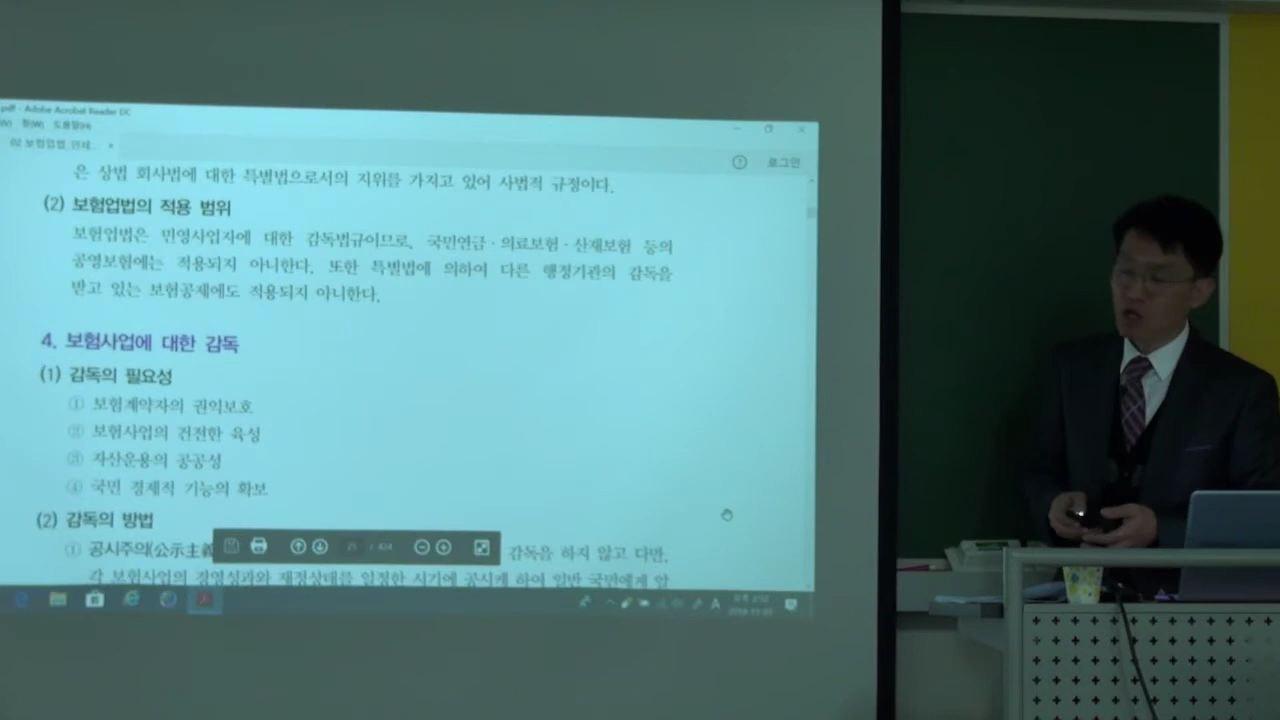 pdf - Adobe Acrobat Reader DC
창(W) 도움말(H)
로그인
은 상법 회사법에 대한 특별법으로서의 지위를 가지고 있어 사법적 규정이다.
(2) 보험업법의 적용 범위
보험업법은 민영사업자에 대한 감독법규이므로, 국민연금·의료보험·산재보험 등의
공영보험에는 적용되지 아니한다. 또한 특별법에 의하여 다른 행정기관의 감독을
받고 있는 보험공제에도 적용되지 아니한다.
4. 보험사업에 대한 감독
(1) 감독의 필요성
① 보험계약자의 권익보호
② 보험사업의 건전한 육성
③ 자산운용의 공공성
④ 국민 경제적 기능의 확보
(2) 감독의 방법
① 공시주의(公示主義 감독을 하지 않고 다만,
각 보험사업의 경영성과와 재정상태를 일정한 시기에 공시케 하여 일반 국민에게 알
A